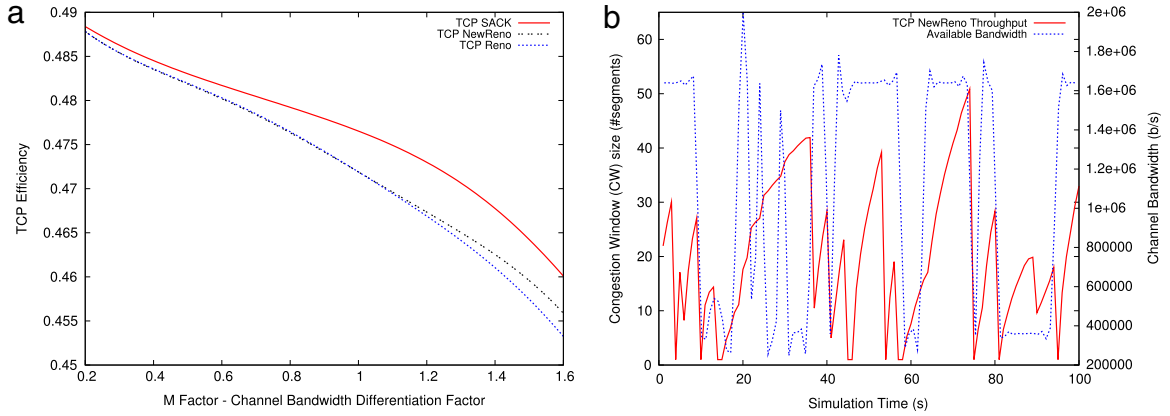 a
0.49
0.485
0.48
0.475
0.47
0.465
0.46
0.455
0.45
TCP Efficiency
TCP SACK
TCP NewReno
TCP Reno
0.2 0.4 0.6 0.8 1 1.2 1.4 1.6
M Factor - Channel Bandwidth Differentiation Factor
b
60
50
40
30
20
10
0
Congestion Window (CW) size (#segments)
TCP NewReno Throughput
Available Bandwidth
2e+06
1.8e+06
1.6e+06
1.4e+06
1.2e+06
1e+06
800000
600000
400000
200000
Channel Bandwidth (b/s)
0 20 40 60 80 100
Simulation Time (s)